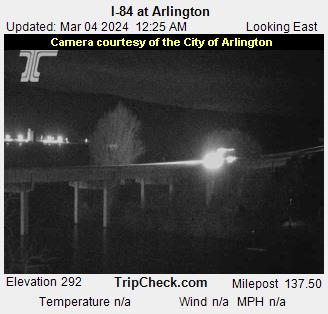 I-84 at Arlington
Updated: Mar 04 2024 12:25 AM Looking East
Camera courtesy of the City of Arlington
Elevation 292 TripCheck.com Milepost 137.50
Temperature n/a Wind n/a MPH n/a